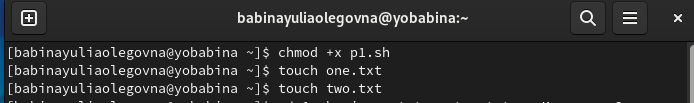 babinayuliaolegovna@yobabina:~
[babinayuliaolegovna@yobabina ~]$ chmod +x p1.sh
[babinayuliaolegovna@yobabina ~]$ touch one.txt
[babinayuliaolegovna@yobabina ~]$ touch two.txt